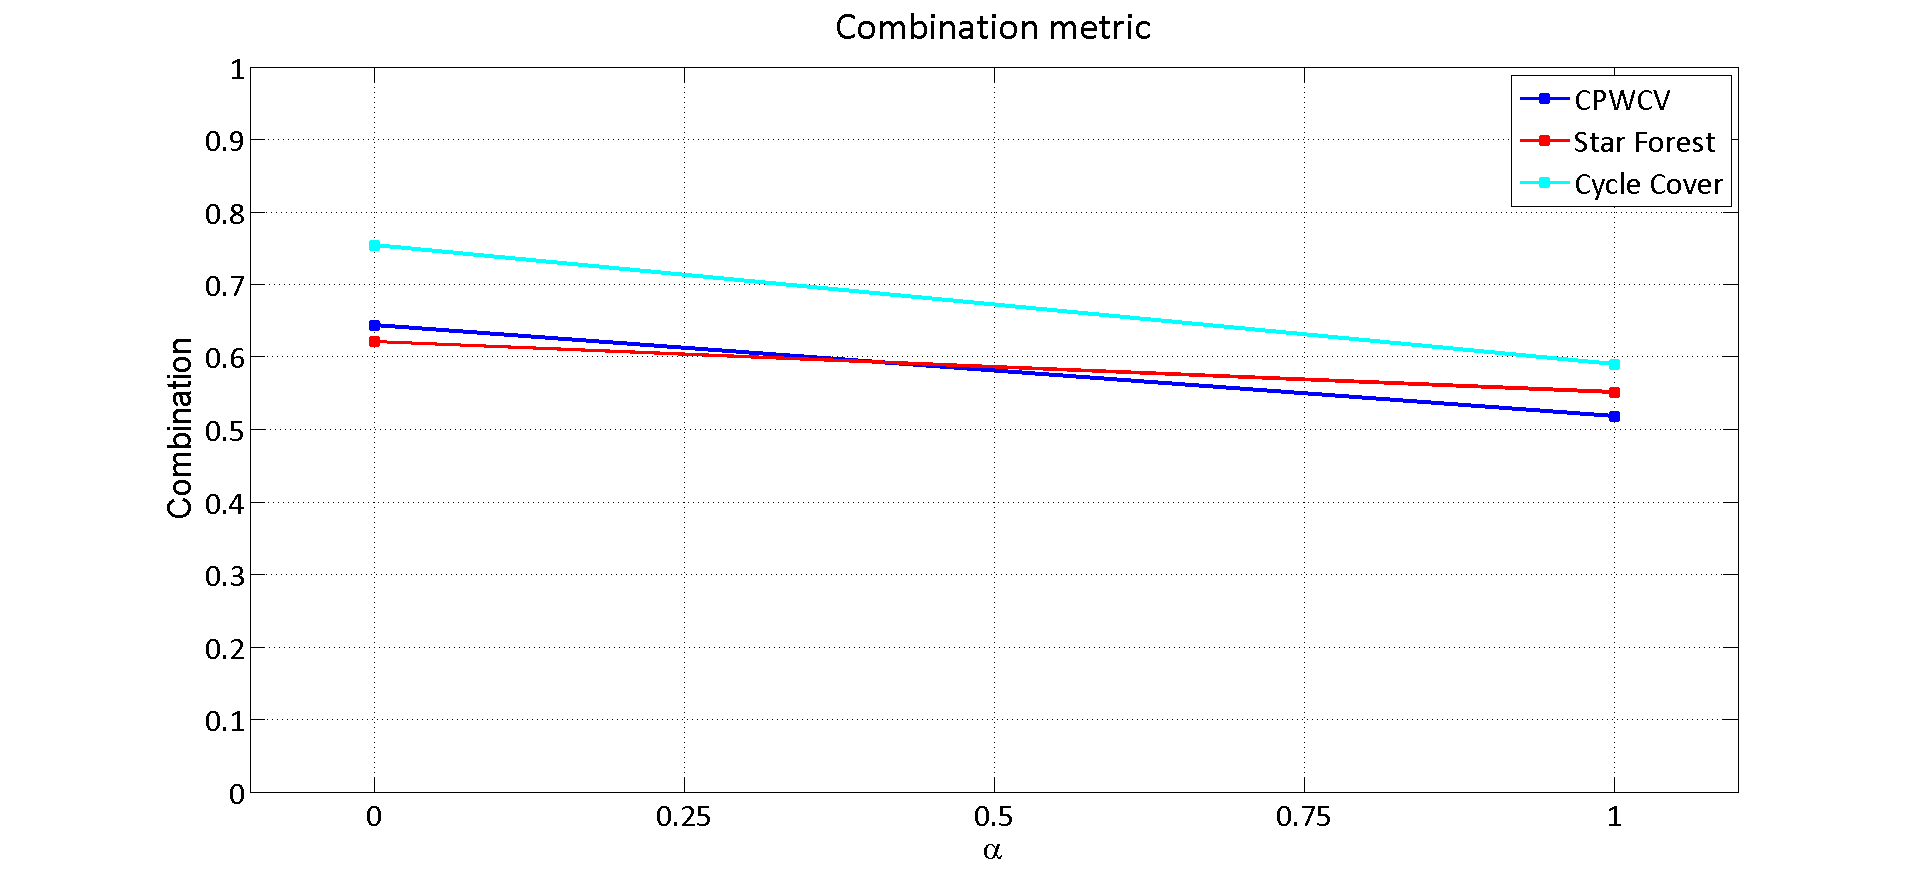 Combination metric
1
0.9
0.8
0.7
0.6
0.5
0.4
0.3
0.2
0.1
0
Combination
CPWCV
Star Forest
Cycle Cover
0 0.25 0.5 0.75 1
α